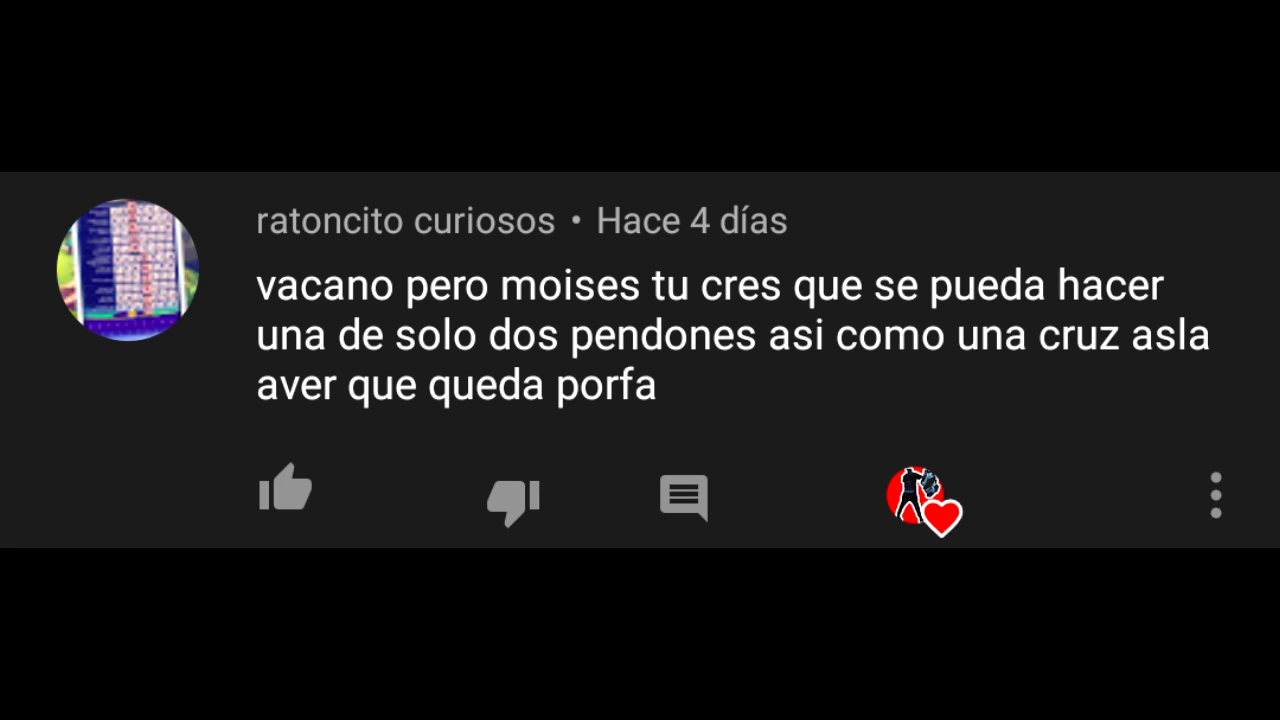 ratoncito curiosos • Hace 4 días
vacano pero moises tu cres que se pueda hacer
una de solo dos pendones asi como una cruz asla
aver que queda porfa